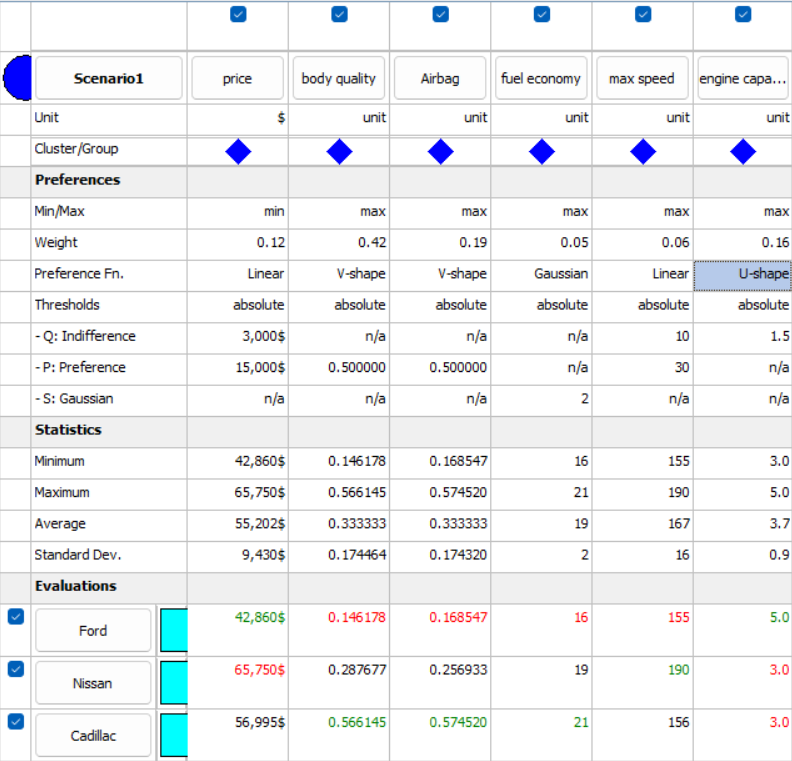 Scenario1 price body quality Airbag fuel economy max speed engine capa...
Unit $ unit unit unit unit unit
Cluster/Group
Preferences
Min/Max min max max max max max
Weight 0.12 0.42 0.19 0.05 0.06 0.16
Preference Fn. Linear V-shape V-shape Gaussian Linear U-shape
Thresholds absolute absolute absolute absolute absolute absolute
- Q: Indifference 3,000$ n/a n/a n/a 10 1.5
- P: Preference 15,000$ 0.500000 0.500000 n/a 30 n/a
- S: Gaussian n/a n/a n/a 2 n/a n/a
Statistics
Minimum 42,860$ 0.146178 0.168547 16 155 3.0
Maximum 65,750$ 0.566145 0.574520 21 190 5.0
Average 55,202$ 0.333333 0.333333 19 167 3.7
Standard Dev. 9,430$ 0.174464 0.174320 2 16 0.9
Evaluations
Ford 42,860$ 0.146178 0.168547 16 155 5.0
Nissan 65,750$ 0.287677 0.256933 19 190 3.0
Cadillac 56,995$ 0.566145 0.574520 21 156 3.0